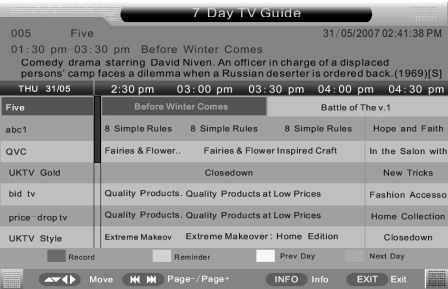 7 Day TV Guide
005 Five 31/05/2007 02:41:38 PM
01:30 pm-03:30 pm Before Winter Comes
Comedy drama starring David Niven. An officer in charge of a displaced
persons' camp faces a dilemma when a Russian deserter is ordered back.(1969)[S]
THU 31/05 2:30 pm 03:00 pm 03:30 pm 04:00 pm 04:30 pm
Five Before Winter Comes Battle of The v.1
abc1 8 Simple Rules 8 Simple Rules 8 Simple Rules Hope and Faith
QVC Fairies & Flower.. Fairies & Flower Inspired Craft In the Salon with
UKTV Gold Closedown New Tricks
bid tv Quality Products. Quality Products at Low Prices Fashion Accesso
price-drop tv Quality Products. Quality Products at Low Prices Home Collection
UKTV Style Extreme Makeov Extreme Makeover: Home Edition Closedown
Record Reminder Prev Day Next Day
Move Page-/Page+ INFO Info EXIT Exit